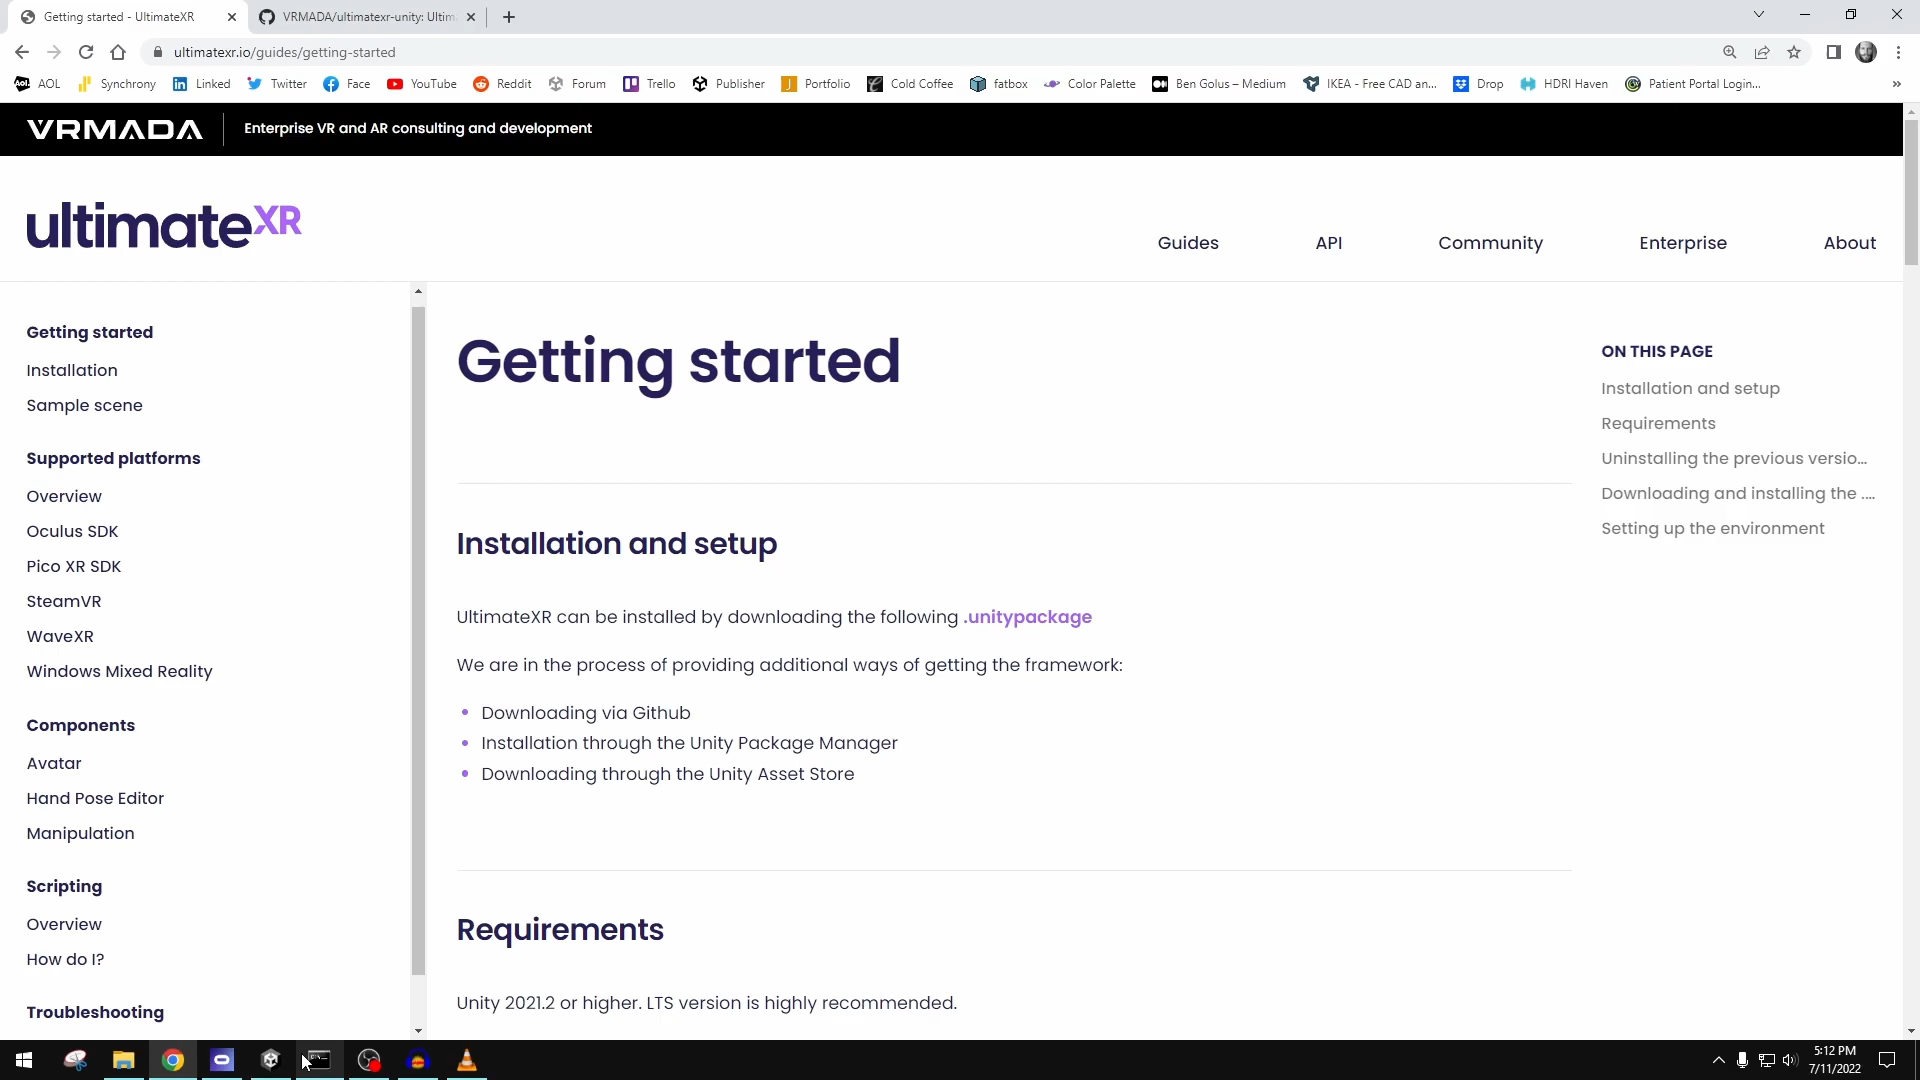 Getting started - UltimateXR
VRMADA/ultimatexr-unity: Ultim
ultimatexr.io/guides/getting-started
Aol. AOL
Synchrony
Linked
Twitter
Face
YouTube
Reddit
Forum
Trello
Publisher
Portfolio
Cold Coffee
fatbox
Color Palette
Ben Golus – Medium
IKEA - Free CAD an...
Drop
HDRI Haven
Patient Portal Login...
»
VRMADA
Enterprise VR and AR consulting and development
ultimateXR
Guides
API
Community
Enterprise
About
Getting started
Installation
Sample scene
Supported platforms
Overview
Oculus SDK
Pico XR SDK
SteamVR
WaveXR
Windows Mixed Reality
Components
Avatar
Hand Pose Editor
Manipulation
Scripting
Overview
How do I?
Troubleshooting
Getting started
Installation and setup
UltimateXR can be installed by downloading the following .unitypackage
We are in the process of providing additional ways of getting the framework:
• Downloading via Github
• Installation through the Unity Package Manager
• Downloading through the Unity Asset Store
Requirements
Unity 2021.2 or higher. LTS version is highly recommended.
ON THIS PAGE
Installation and setup
Requirements
Uninstalling the previous versio...
Downloading and installing the ....
Setting up the environment
5:12 PM
7/11/2022